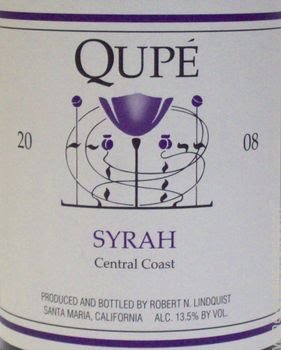 QUPÉ
20 08
SYRAH
Central Coast
PRODUCED AND BOTTLED BY ROBERT N. LINDQUIST
SANTA MARIA, CALIFORNIA ALC. 13.5% BY VOL.